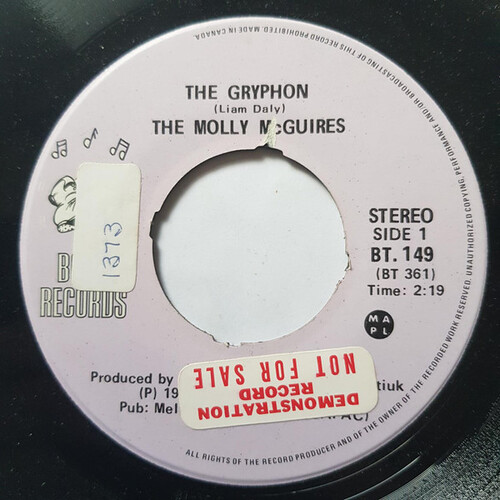 THE GRYPHON
(Liam Daly)
THE MOLLY McGUIRES
STEREO
SIDE 1
BT. 149
(BT 361)
Time: 2:19
M A
P L
1373
RECORDS
Produced by
(P) 19
Pub: Mel
DEMONSTRATION
RECORD
NOT FOR SALE
ALL RIGHTS OF THE RECORD PRODUCER AND OF THE OWNER OF THE RECORDED WORK RESERVED. UNAUTHORIZED COPYING, PERFORMANCE AND/OR BROADCASTING OF THIS RECORD PROHIBITED. MADE IN CANADA.